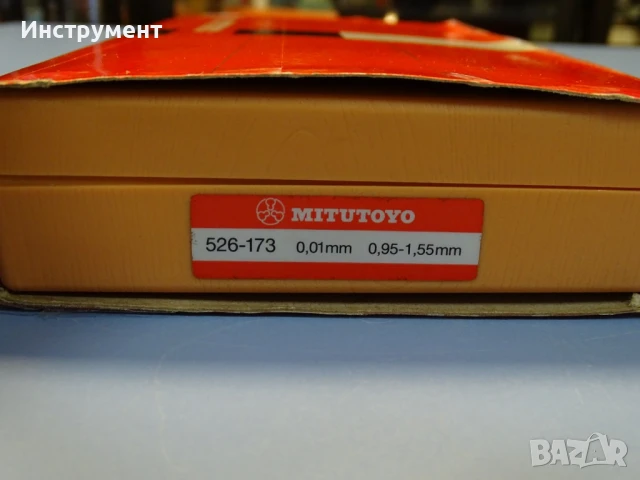 Инструмент
MITUTOYO
526-173 0,01mm 0,95-1,55mm
BAZAR